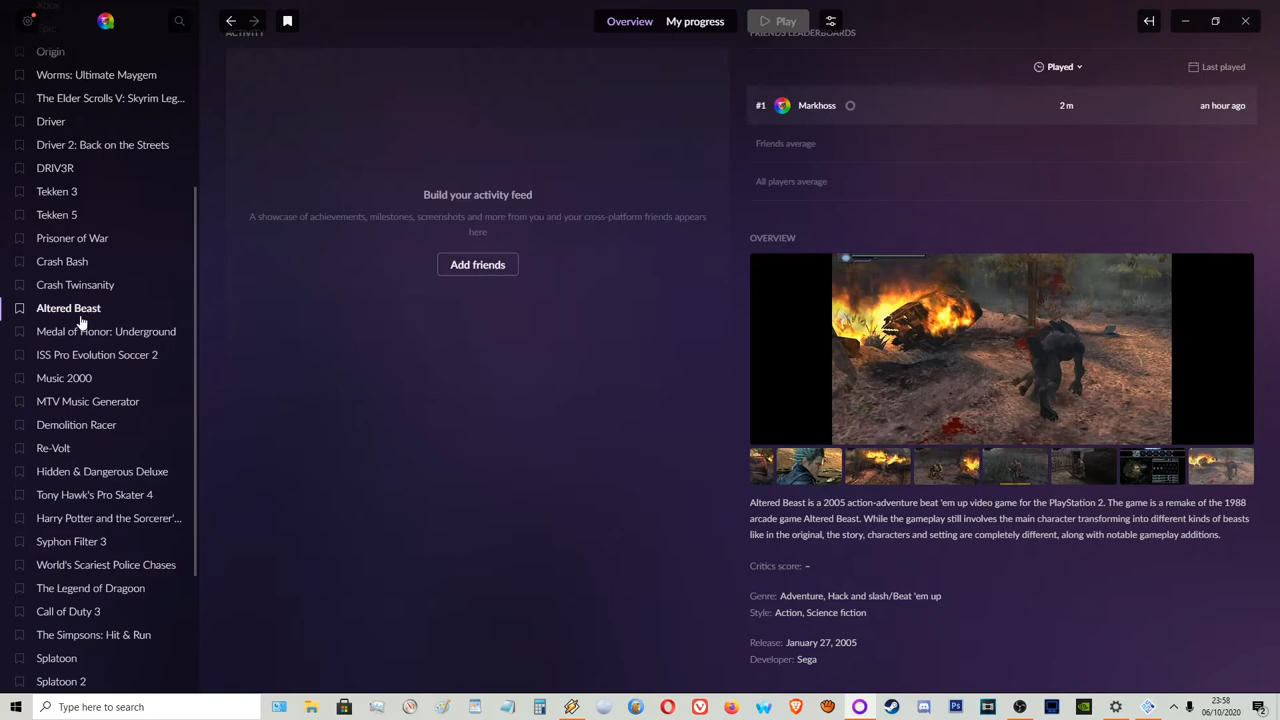 Xbox
Epic
Origin
Worms: Ultimate Maygem
The Elder Scrolls V: Skyrim Leg...
Driver
Driver 2: Back on the Streets
DRIV3R
Tekken 3
Tekken 5
Prisoner of War
Crash Bash
Crash Twinsanity
Altered Beast
Medal of Honor: Underground
ISS Pro Evolution Soccer 2
Music 2000
MTV Music Generator
Demolition Racer
Re-Volt
Hidden & Dangerous Deluxe
Tony Hawk's Pro Skater 4
Harry Potter and the Sorcerer'...
Syphon Filter 3
World's Scariest Police Chases
The Legend of Dragoon
Call of Duty 3
The Simpsons: Hit & Run
Splatoon
Splatoon 2
Overview My progress Play
ACTIVITY
Build your activity feed
A showcase of achievements, milestones, screenshots and more from you and your cross-platform friends appears
here
Add friends
FRIENDS LEADERBOARDS
Played Last played
#1 Markhoss 2 m an hour ago
Friends average
All players average
OVERVIEW
Altered Beast is a 2005 action-adventure beat 'em up video game for the PlayStation 2. The game is a remake of the 1988
arcade game Altered Beast. While the gameplay still involves the main character transforming into different kinds of beasts
like in the original, the story, characters and setting are completely different, along with notable gameplay additions.
Critics score: –
Genre: Adventure, Hack and slash/Beat 'em up
Style: Action, Science fiction
Release: January 27, 2005
Developer: Sega
Type here to search
23:58
06/10/2020
2